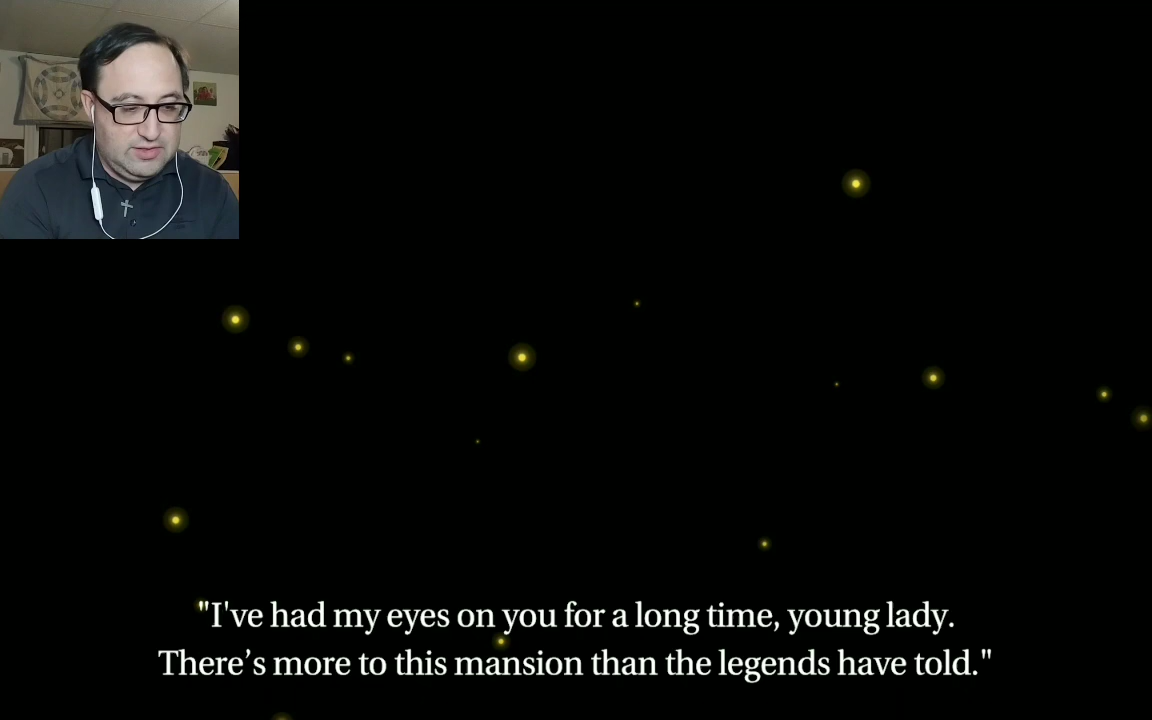 "I've had my eyes on you for a long time, young lady.
There’s more to this mansion than the legends have told."